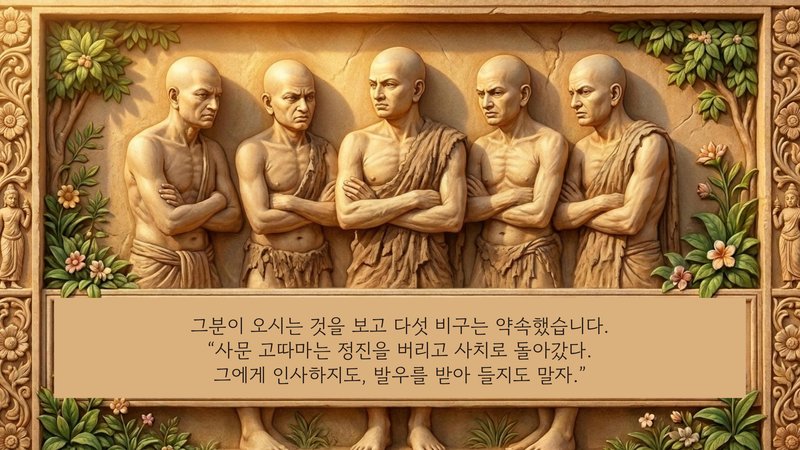 그분이 오시는 것을 보고 다섯 비구는 약속했습니다.
“사문 고따마는 정진을 버리고 사치로 돌아갔다.
그에게 인사하지도, 발우를 받아 들지도 말자.”